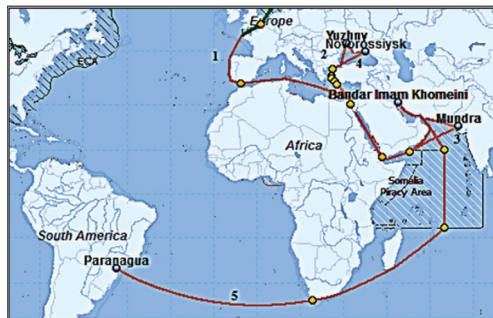 Europe
Yuzhny
1
Novorossiysk
2
4
ECA
Bandar Imam Khomeini
Mundra
3
Africa
Somalia
Piracy Area
South America
Paranagua
5